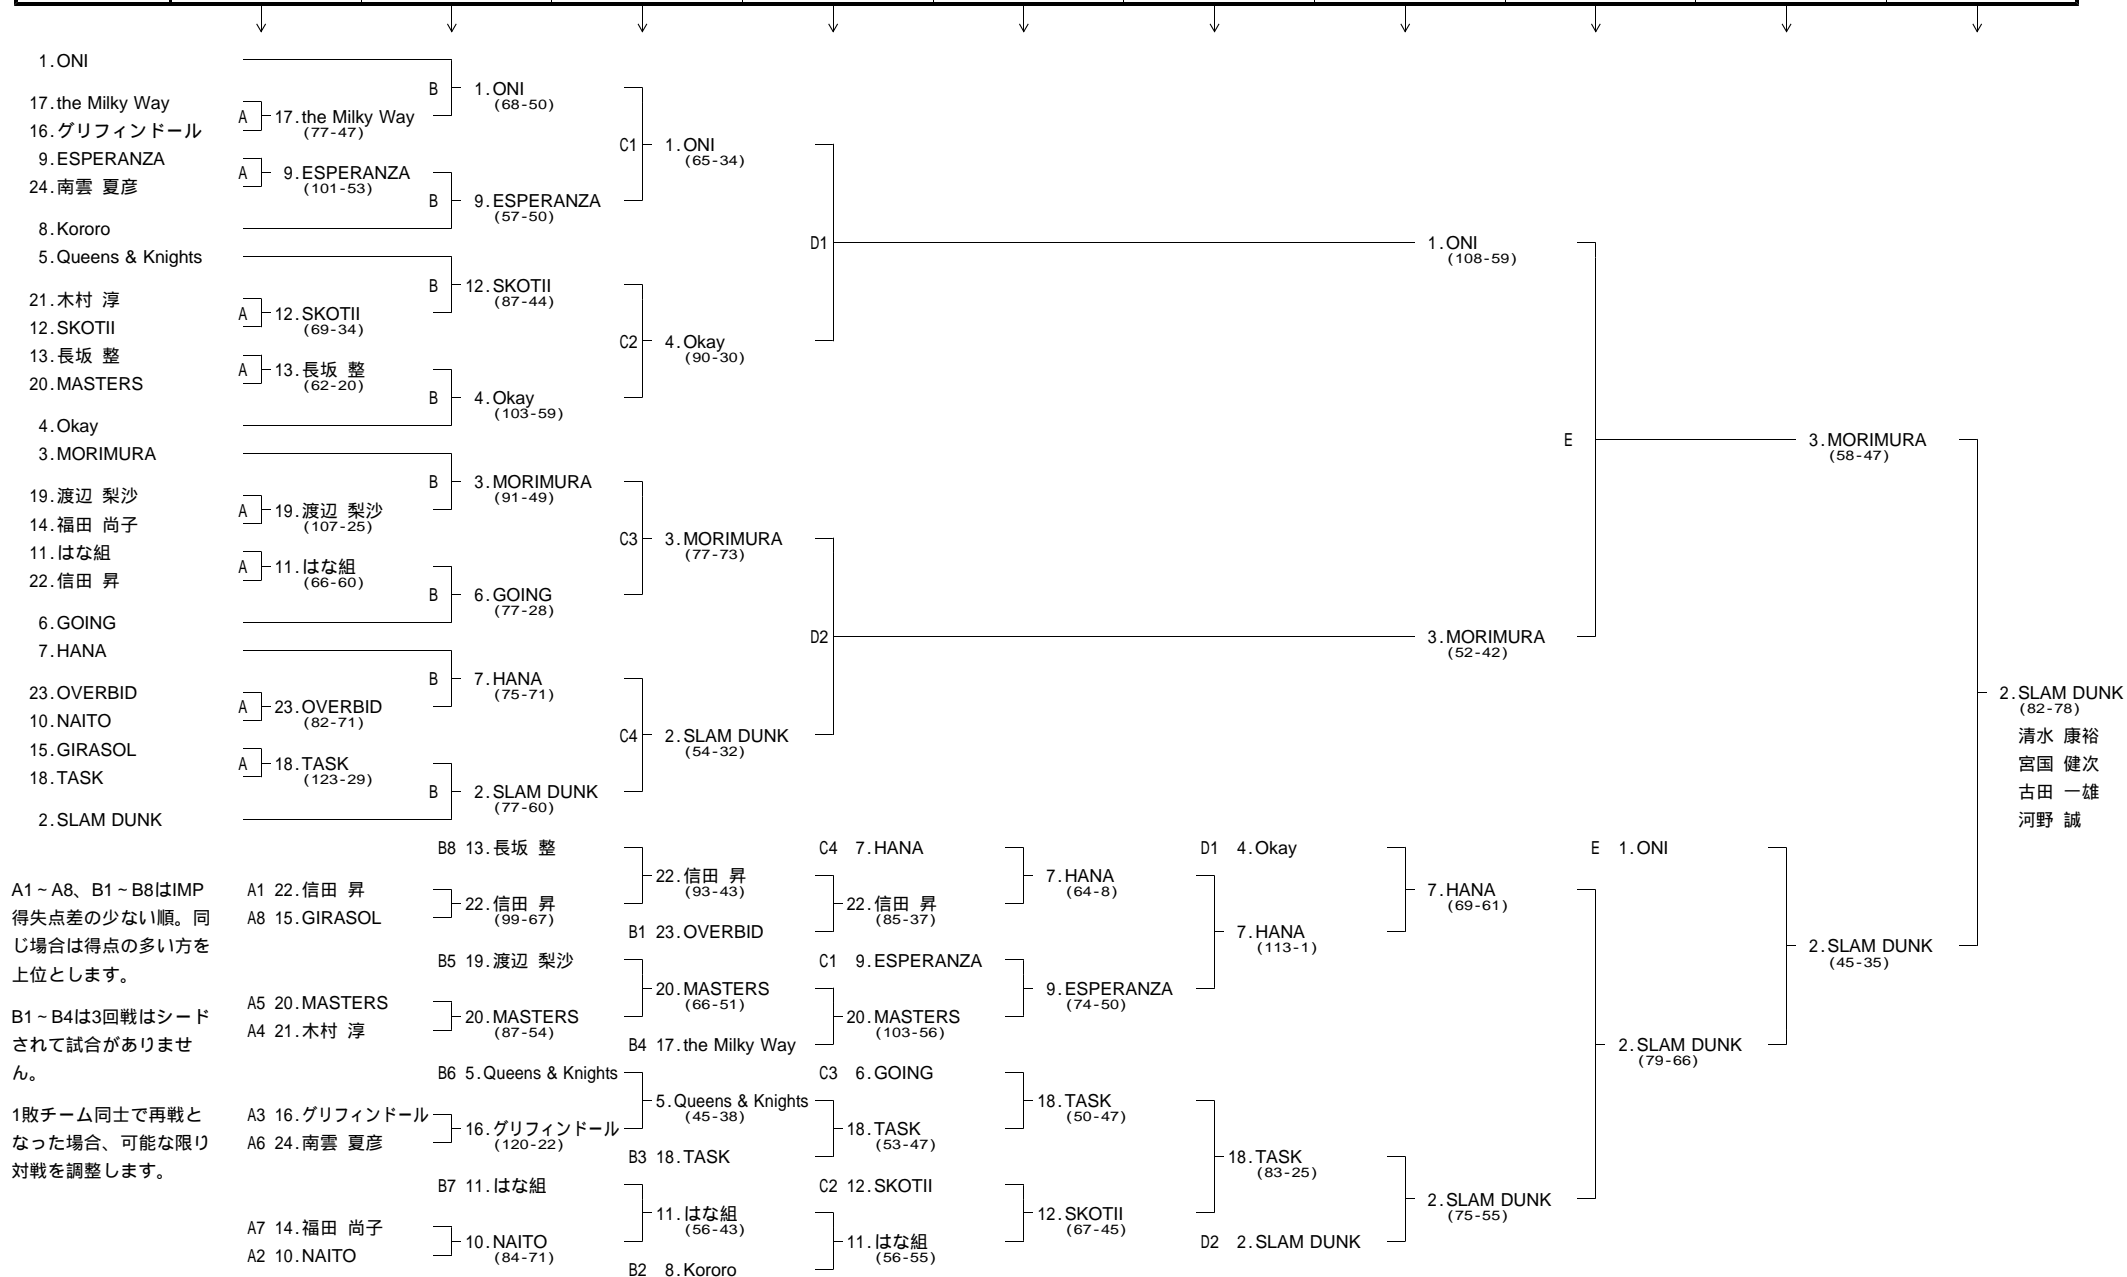 1.ONI
17.the Milky Way
16.グリフィンドール
9.ESPERANZA
24.南雲 夏彦
8.Kororo
5.Queens & Knights
21.木村 淳
12.SKOTII
13.長坂 整
20.MASTERS
4.Okay
3.MORIMURA
19.渡辺 梨沙
14.福田 尚子
11.はな組
22.信田 昇
6.GOING
7.HANA
23.OVERBID
10.NAITO
15.GIRASOL
18.TASK
2.SLAM DUNK
A 17.the Milky Way
(77-47)
A 9.ESPERANZA
(101-53)
A 12.SKOTII
(69-34)
A 13.長坂 整
(62-20)
A 19.渡辺 梨沙
(107-25)
A 11.はな組
(66-60)
A 23.OVERBID
(82-71)
A 18.TASK
(123-29)
B 1.ONI
(68-50)
B 9.ESPERANZA
(57-50)
B 12.SKOTII
(87-44)
B 4.Okay
(103-59)
B 3.MORIMURA
(91-49)
B 6.GOING
(77-28)
B 7.HANA
(75-71)
B 2.SLAM DUNK
(77-60)
C1 1.ONI
(65-34)
C2 4.Okay
(90-30)
C3 3.MORIMURA
(77-73)
C4 2.SLAM DUNK
(54-32)
D1 1.ONI
(108-59)
D2 3.MORIMURA
(52-42)
E 3.MORIMURA
(58-47)
2.SLAM DUNK
(82-78)
清水 康裕
宮国 健次
古田 一雄
河野 誠
A1~A8、B1~B8はIMP
得失点差の少ない順。同
じ場合は得点の多い方を
上位とします。
B1~B4は3回戦はシード
されて試合がありませ
ん。
1敗チーム同士で再戦と
なった場合、可能な限り
対戦を調整します。
A1 22.信田 昇
A8 15.GIRASOL
A5 20.MASTERS
A4 21.木村 淳
A3 16.グリフィンドール
A6 24.南雲 夏彦
A7 14.福田 尚子
A2 10.NAITO
B8 13.長坂 整
22.信田 昇
(99-67)
B5 19.渡辺 梨沙
20.MASTERS
(87-54)
B6 5.Queens & Knights
16.グリフィンドール
(120-22)
B7 11.はな組
10.NAITO
(84-71)
22.信田 昇
(93-43)
B1 23.OVERBID
20.MASTERS
(66-51)
B4 17.the Milky Way
5.Queens & Knights
(45-38)
B3 18.TASK
11.はな組
(56-43)
B2 8.Kororo
C4 7.HANA
22.信田 昇
(85-37)
C1 9.ESPERANZA
20.MASTERS
(103-56)
C3 6.GOING
18.TASK
(53-47)
C2 12.SKOTII
11.はな組
(56-55)
7.HANA
(64-8)
9.ESPERANZA
(74-50)
18.TASK
(50-47)
12.SKOTII
(67-45)
D1 4.Okay
7.HANA
(113-1)
18.TASK
(83-25)
D2 2.SLAM DUNK
7.HANA
(69-61)
2.SLAM DUNK
(75-55)
E 1.ONI
2.SLAM DUNK
(79-66)
2.SLAM DUNK
(45-35)